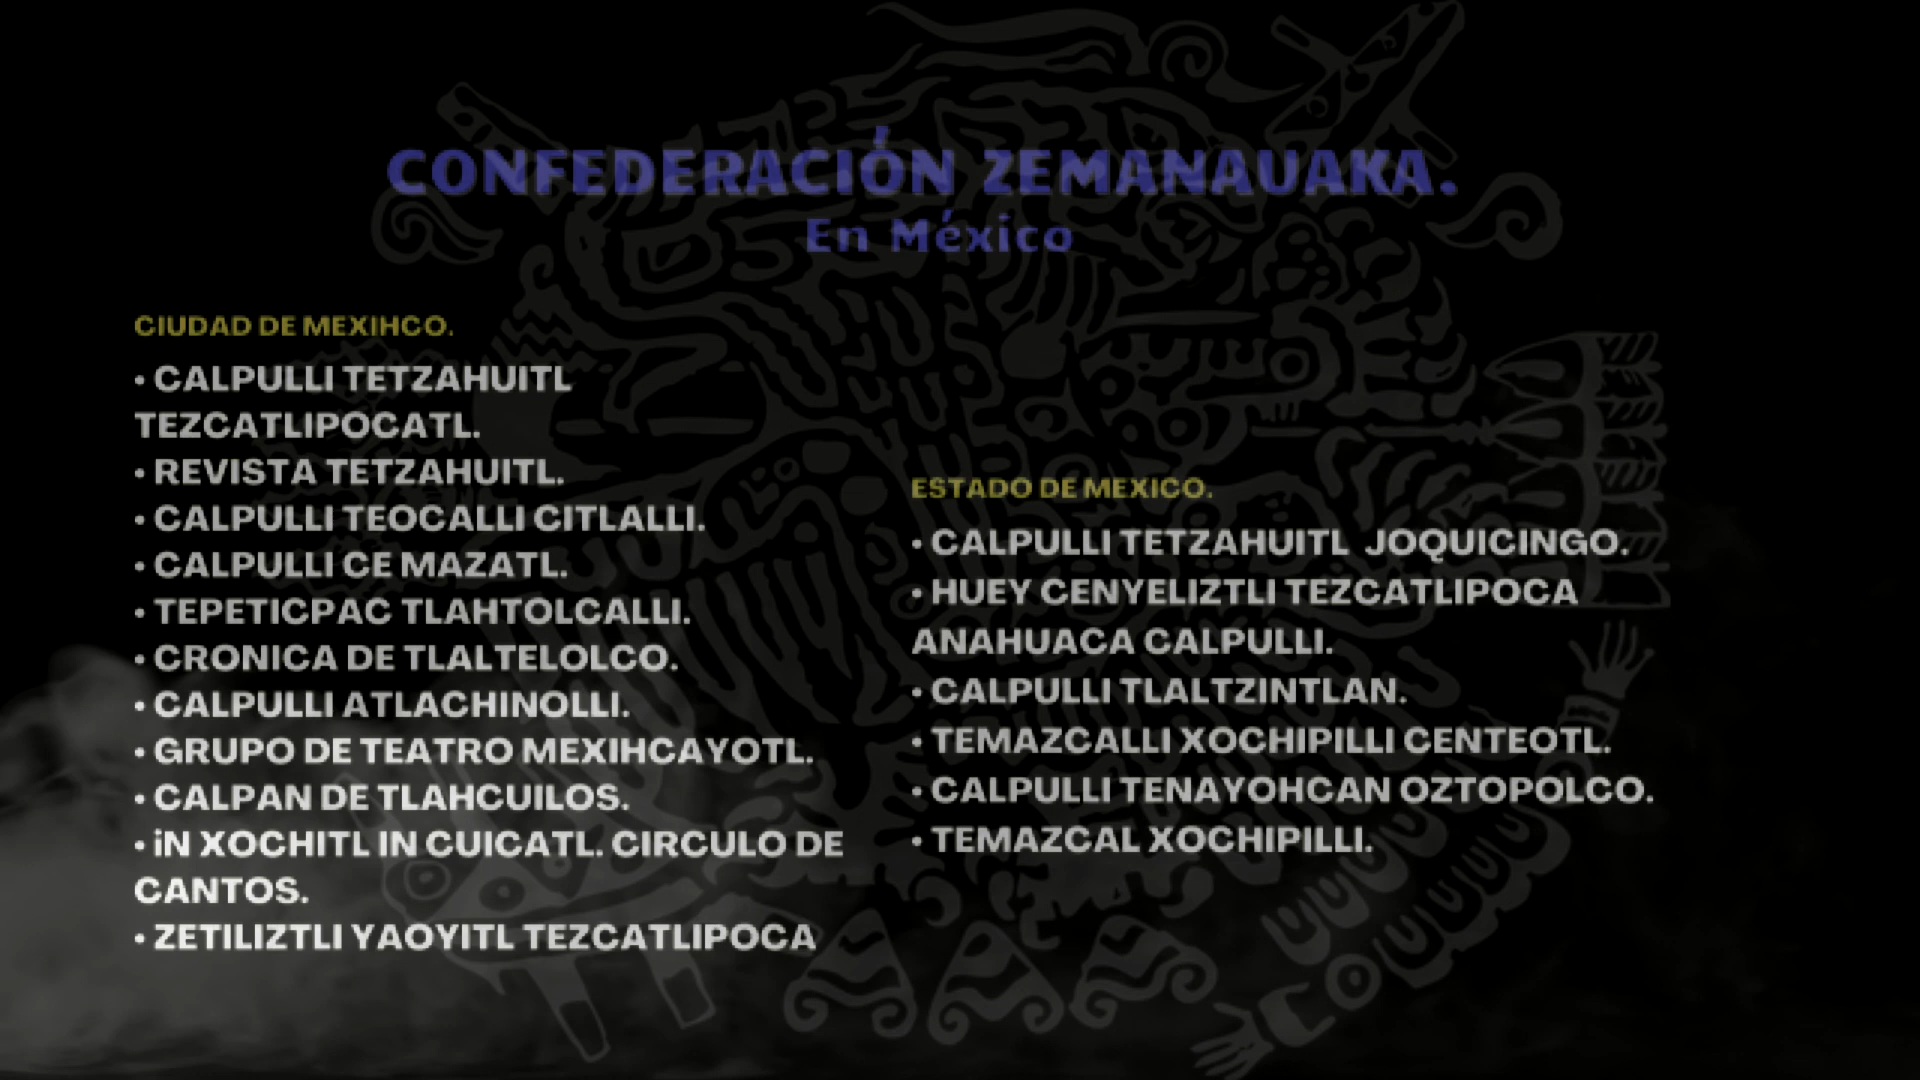 CONFEDERACIÓN ZEMANAUAKA.
En México
CIUDAD DE MEXIHCO.
• CALPULLI TETZAHUITL
TEZCATLIPOCATL.
• REVISTA TETZAHUITL.
• CALPULLI TEOCALLI CITLALLI.
• CALPULLI CE MAZATL.
• TEPETICPAC TLAHTOLCALLI.
• CRONICA DE TLALTELOLCO.
• CALPULLI ATLACHINOLLI.
• GRUPO DE TEATRO MEXIHCAYOTL.
• CALPAN DE TLAHCUILOS.
• iN XOCHITL IN CUICATL. CIRCULO DE
CANTOS.
• ZETILIZTLI YAOYITL TEZCATLIPOCA
ESTADO DE MEXICO.
• CALPULLI TETZAHUITL JOQUICINGO.
• HUEY CENYELIZTLI TEZCATLIPOCA
ANAHUACA CALPULLI.
• CALPULLI TLALTZINTLAN.
• TEMAZCALLI XOCHIPILLI CENTEOTL.
• CALPULLI TENAYOHCAN OZTOPOLCO.
• TEMAZCAL XOCHIPILLI.